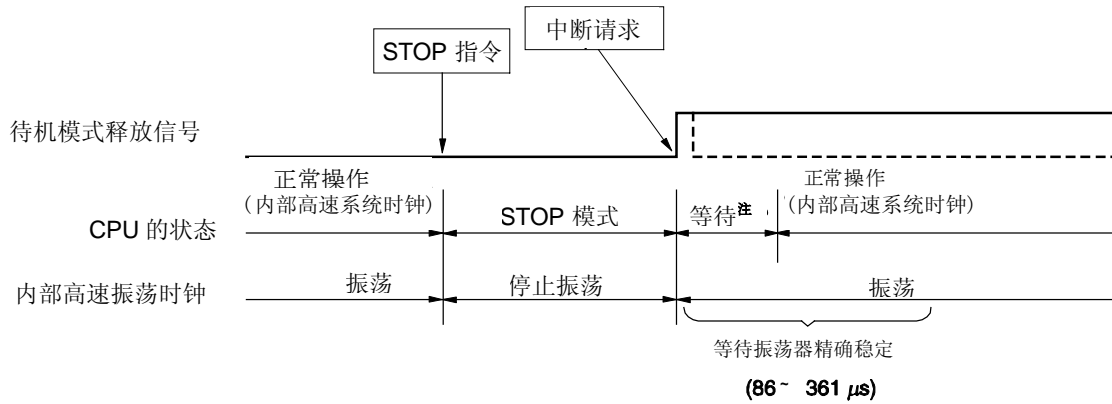 中断请求
STOP 指令
待机模式释放信号
正常操作
(内部高速系统时钟)
STOP 模式
等待注
正常操作
(内部高速系统时钟)
CPU 的状态
内部高速振荡时钟
振荡
停止振荡
振荡
等待振荡器精确稳定
(86~ 361 μs)